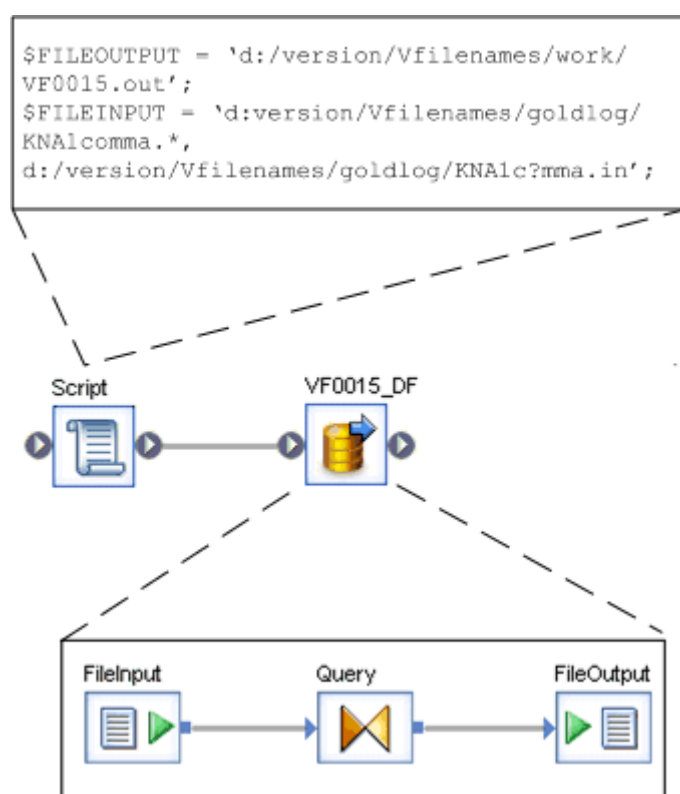 $FILEOUTPUT = ‘d:/version/Vfilenames/work/
VF0015.out’;
$FILEINPUT = ‘d:version/Vfilenames/goldlog/
KNA1comma.*,
d:/version/Vfilenames/goldlog/KNA1c?mma.in’;
Script
VF0015_DF
FileInput
Query
FileOutput